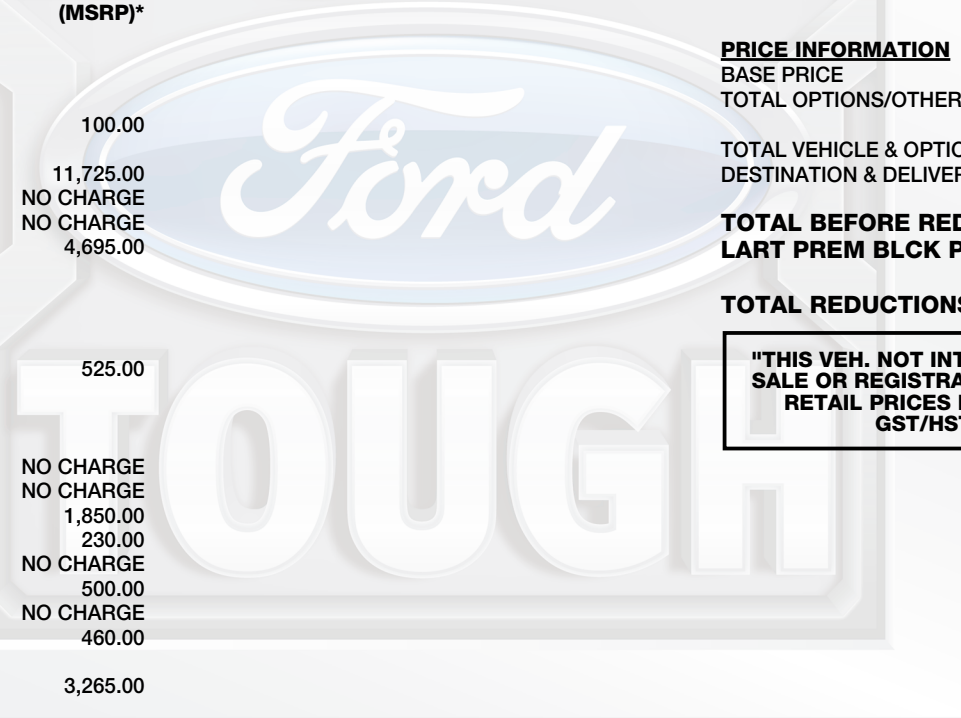 (MSRP)*
100.00
11,725.00
NO CHARGE
NO CHARGE
4,695.00
525.00
NO CHARGE
NO CHARGE
1,850.00
230.00
NO CHARGE
500.00
NO CHARGE
460.00
3,265.00
Ford
TOUGH
PRICE INFORMATION
BASE PRICE
TOTAL OPTIONS/OTHER
TOTAL VEHICLE & OPTIO
DESTINATION & DELIVER
TOTAL BEFORE RED
LART PREM BLCK P
TOTAL REDUCTIONS
"THIS VEH. NOT INT
SALE OR REGISTRA
RETAIL PRICES
GST/HST